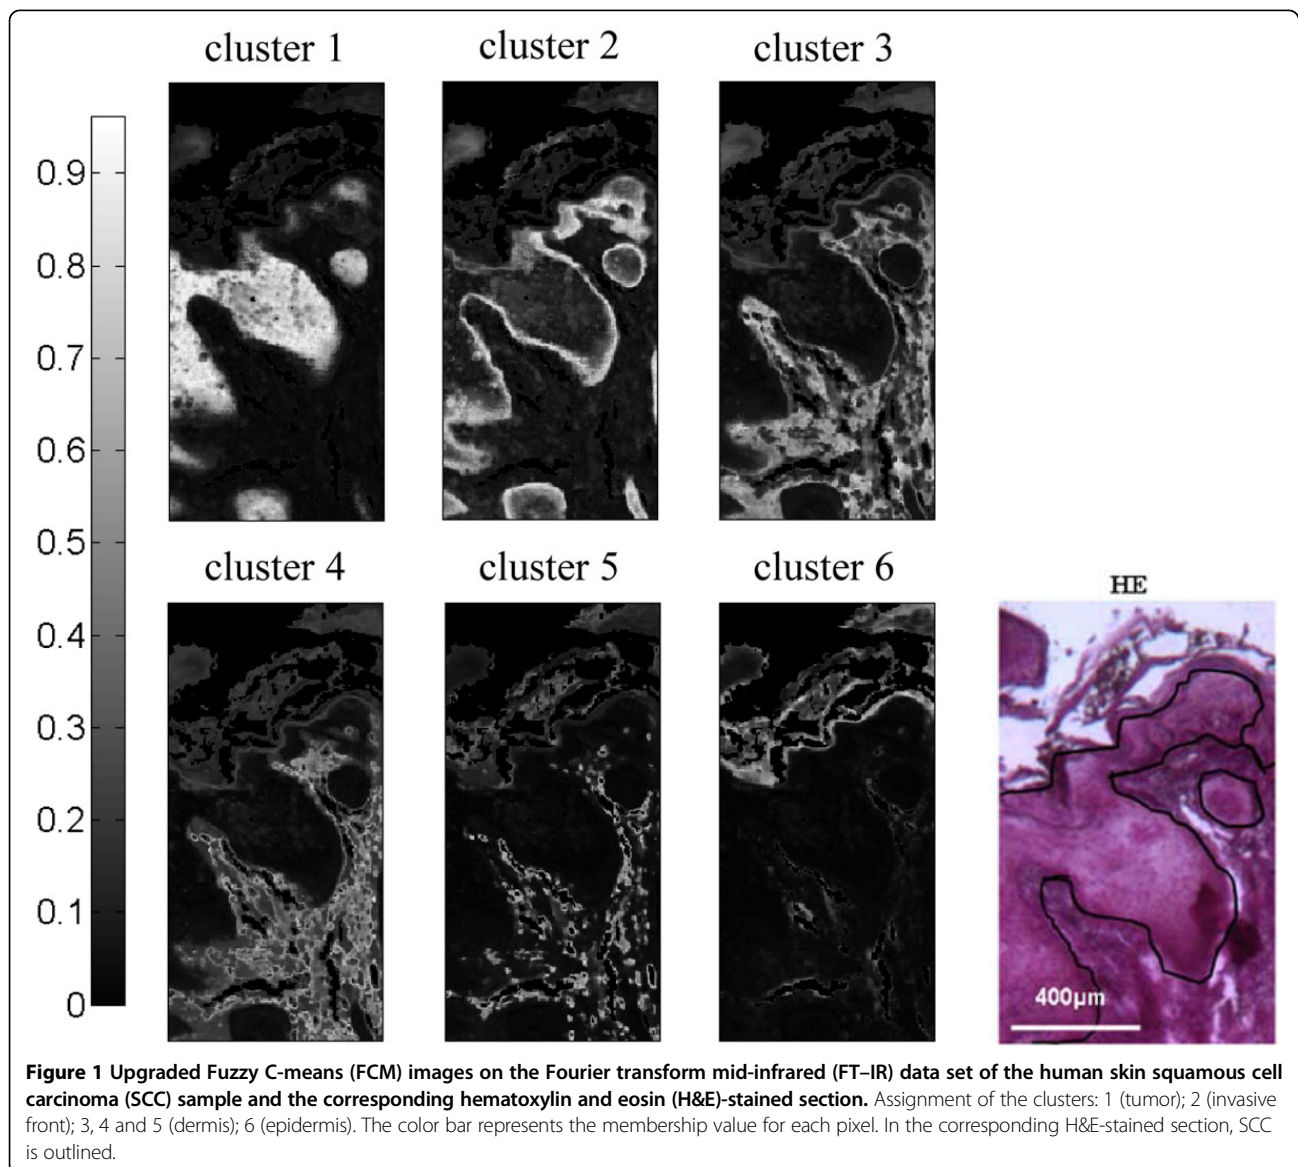 cluster 1
cluster 2
cluster 3
0.9
0.8
0.7
0.6
0.5
0.4
0.3
0.2
0.1
0
cluster 4
cluster 5
cluster 6
HE
400µm
Figure 1 Upgraded Fuzzy C-means (FCM) images on the Fourier transform mid-infrared (FT–IR) data set of the human skin squamous cell
carcinoma (SCC) sample and the corresponding hematoxylin and eosin (H&E)-stained section. Assignment of the clusters: 1 (tumor); 2 (invasive
front); 3, 4 and 5 (dermis); 6 (epidermis). The color bar represents the membership value for each pixel. In the corresponding H&E-stained section, SCC
is outlined.